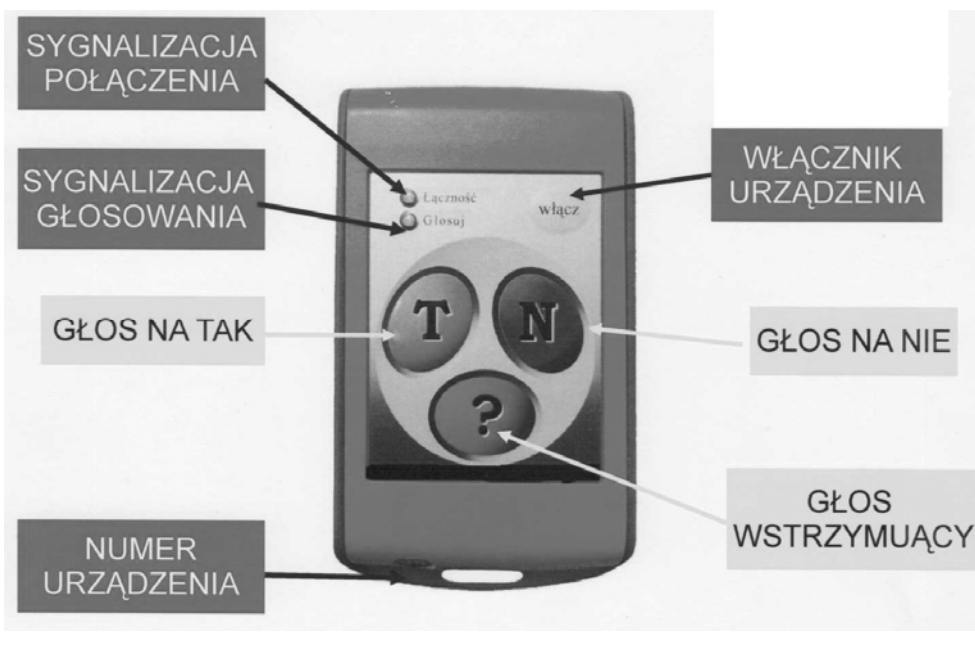 SYGNALIZACJA
POŁĄCZENIA
SYGNALIZACJA
GŁOSOWANIA
WŁĄCZNIK
URZĄDZENIA
Łączność
Głosuj
włącz
T
N
?
GŁOS NA TAK
GŁOS NA NIE
GŁOS
WSTRZYMUĄCY
NUMER
URZĄDZENIA